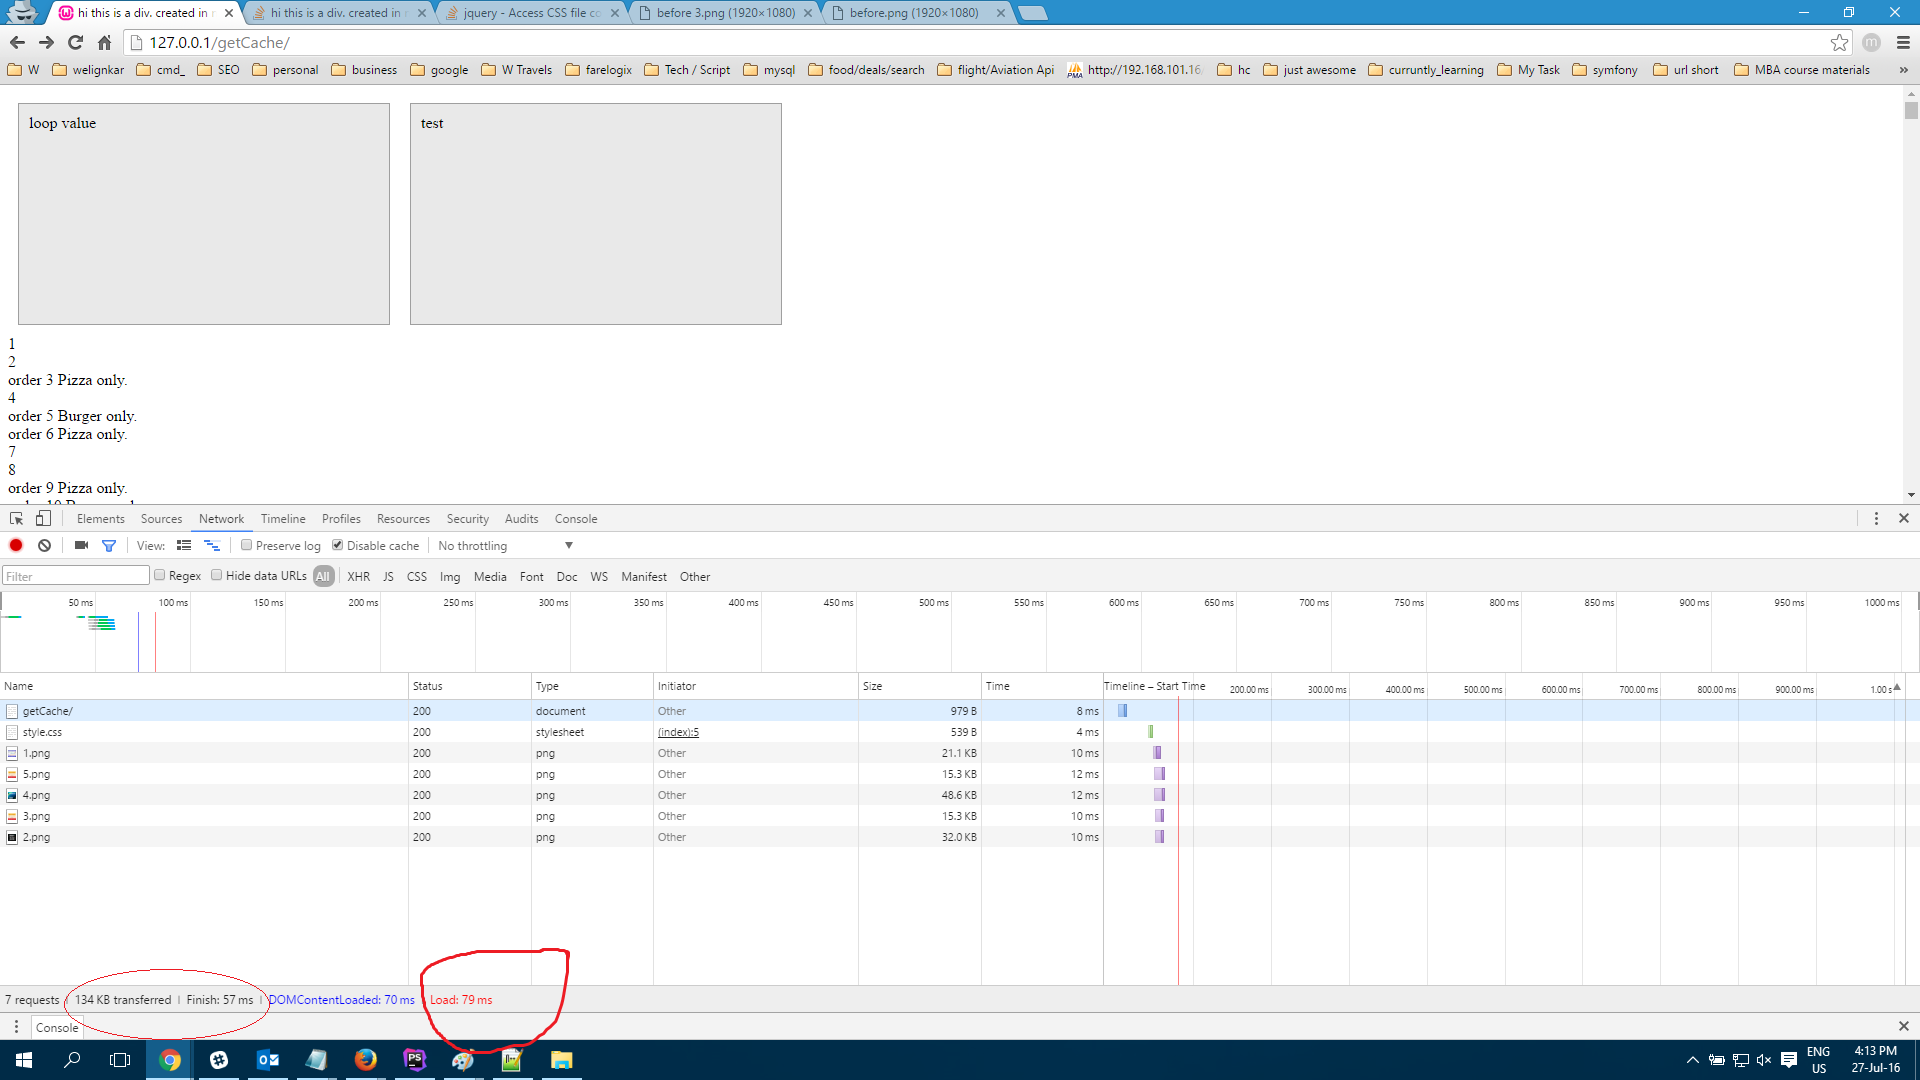 hi this is a div. created in
hi this is a div. created in
jquery - Access CSS file co
before 3.png (1920×1080)
before.png (1920×1080)
127.0.0.1/getCache/
m
W
welignkar
cmd_
SEO
personal
business
google
W Travels
farelogix
Tech / Script
mysql
food/deals/search
flight/Aviation Api
PMA
http://192.168.101.16
hc
just awesome
curruntly_learning
My Task
symfony
url short
MBA course materials
»
loop value
test
1
2
order 3 Pizza only.
4
order 5 Burger only.
order 6 Pizza only.
7
8
order 9 Pizza only.
Elements Sources Network Timeline Profiles Resources Security Audits Console
View: Preserve log Disable cache No throttling
Filter Regex Hide data URLs All XHR JS CSS Img Media Font Doc WS Manifest Other
50 ms 100 ms 150 ms 200 ms 250 ms 300 ms 350 ms 400 ms 450 ms 500 ms 550 ms 600 ms 650 ms 700 ms 750 ms 800 ms 850 ms 900 ms 950 ms 1000 ms
Name Status Type Initiator Size Time Timeline – Start Time 200.00 ms 300.00 ms 400.00 ms 500.00 ms 600.00 ms 700.00 ms 800.00 ms 900.00 ms 1.00 s
getCache/ 200 document Other 979 B 8 ms
style.css 200 stylesheet (index):5 539 B 4 ms
1.png 200 png Other 21.1 KB 10 ms
5.png 200 png Other 15.3 KB 12 ms
4.png 200 png Other 48.6 KB 12 ms
3.png 200 png Other 15.3 KB 10 ms
2.png 200 png Other 32.0 KB 10 ms
7 requests | 134 KB transferred | Finish: 57 ms | DOMContentLoaded: 70 ms | Load: 79 ms
Console
PS
ENG
US
4:13 PM
27-Jul-16